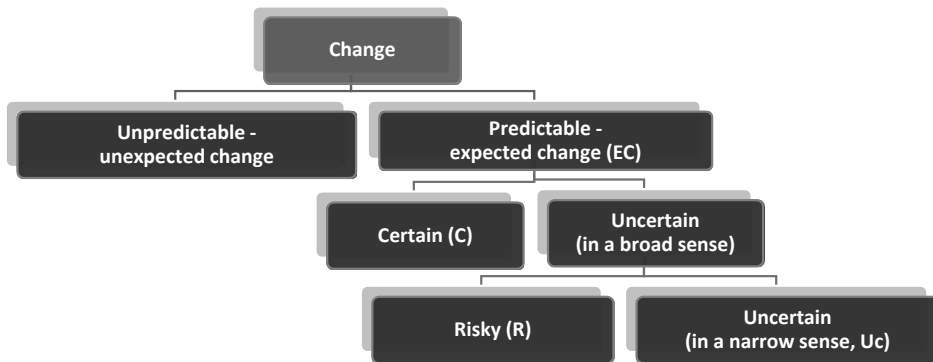 Change
Unpredictable -
unexpected change
Predictable -
expected change (EC)
Certain (C)
Uncertain
(in a broad sense)
Risky (R)
Uncertain
(in a narrow sense, Uc)